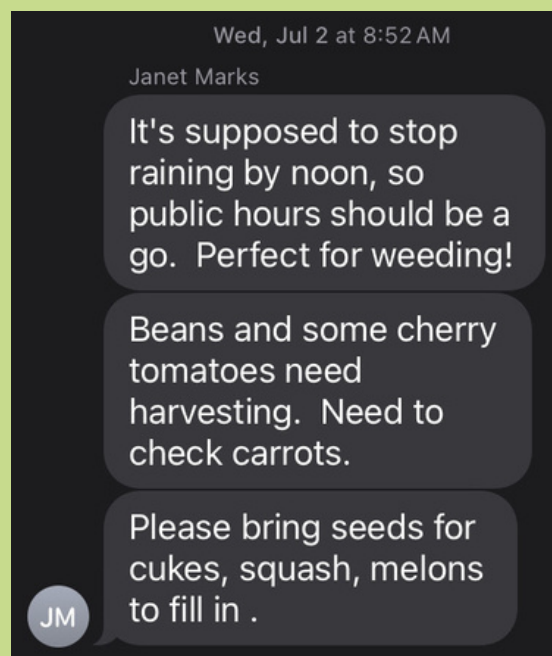 Wed, Jul 2 at 8:52 AM
Janet Marks
It's supposed to stop
raining by noon, so
public hours should be a
go.  Perfect for weeding!
Beans and some cherry
tomatoes need
harvesting.  Need to
check carrots.
Please bring seeds for
cukes, squash, melons
to fill in .
JM